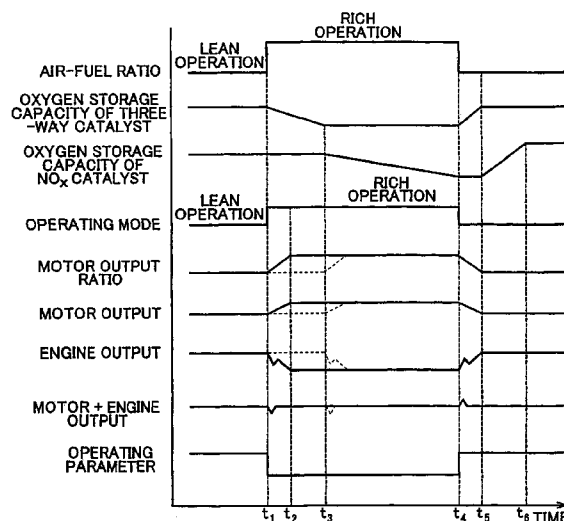 RICH
OPERATION
LEAN
OPERATION
AIR-FUEL RATIO
OXYGEN STORAGE
CAPACITY OF THREE
-WAY CATALYST
OXYGEN STORAGE
CAPACITY OF
NOx CATALYST
RICH
OPERATION
LEAN
OPERATION
OPERATING MODE
MOTOR OUTPUT
RATIO
MOTOR OUTPUT
ENGINE OUTPUT
MOTOR + ENGINE
OUTPUT
OPERATING
PARAMETER
t1 t2 t3 t4 t5 t6 TIME